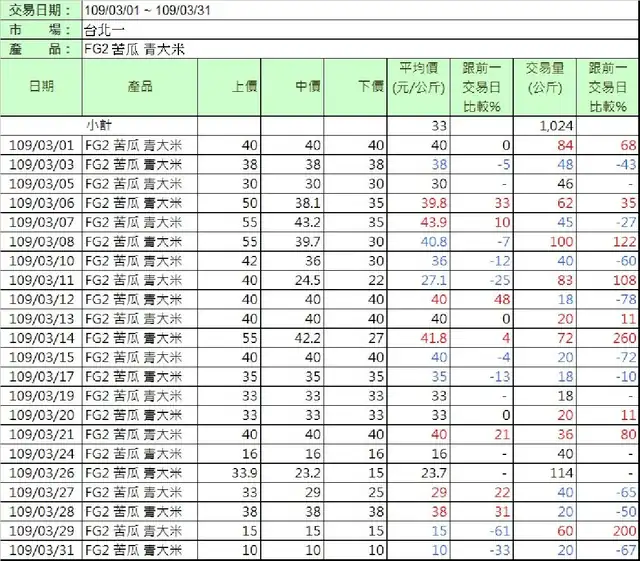 交易日期： 109/03/01 ~ 109/03/31
市 場： 台北一
產 品： FG2 苦瓜 青大米
日期 產品 上價 中價 下價 平均價 (元/公斤) 跟前一交易日比較% 交易量 (公斤) 跟前一交易日比較%
小計 33 1,024
109/03/01 FG2 苦瓜 青大米 40 40 40 40 0 84 68
109/03/03 FG2 苦瓜 青大米 38 38 38 38 -5 48 -43
109/03/05 FG2 苦瓜 青大米 30 30 30 30 - 46 -
109/03/06 FG2 苦瓜 青大米 50 38.1 35 39.8 33 62 35
109/03/07 FG2 苦瓜 青大米 55 43.2 35 43.9 10 45 -27
109/03/08 FG2 苦瓜 青大米 55 39.7 30 40.8 -7 100 122
109/03/10 FG2 苦瓜 青大米 42 36 30 36 -12 40 -60
109/03/11 FG2 苦瓜 青大米 40 24.5 22 27.1 -25 83 108
109/03/12 FG2 苦瓜 青大米 40 40 40 40 48 18 -78
109/03/13 FG2 苦瓜 青大米 40 40 40 40 0 20 11
109/03/14 FG2 苦瓜 青大米 55 42.2 27 41.8 4 72 260
109/03/15 FG2 苦瓜 青大米 40 40 40 40 -4 20 -72
109/03/17 FG2 苦瓜 青大米 35 35 35 35 -13 18 -10
109/03/19 FG2 苦瓜 青大米 33 33 33 33 - 18 -
109/03/20 FG2 苦瓜 青大米 33 33 33 33 0 20 11
109/03/21 FG2 苦瓜 青大米 40 40 40 40 21 36 80
109/03/24 FG2 苦瓜 青大米 16 16 16 16 - 40 -
109/03/26 FG2 苦瓜 青大米 33.9 23.2 15 23.7 - 114 -
109/03/27 FG2 苦瓜 青大米 33 29 25 29 22 40 -65
109/03/28 FG2 苦瓜 青大米 38 38 38 38 31 20 -50
109/03/29 FG2 苦瓜 青大米 15 15 15 15 -61 60 200
109/03/31 FG2 苦瓜 青大米 10 10 10 10 -33 20 -67